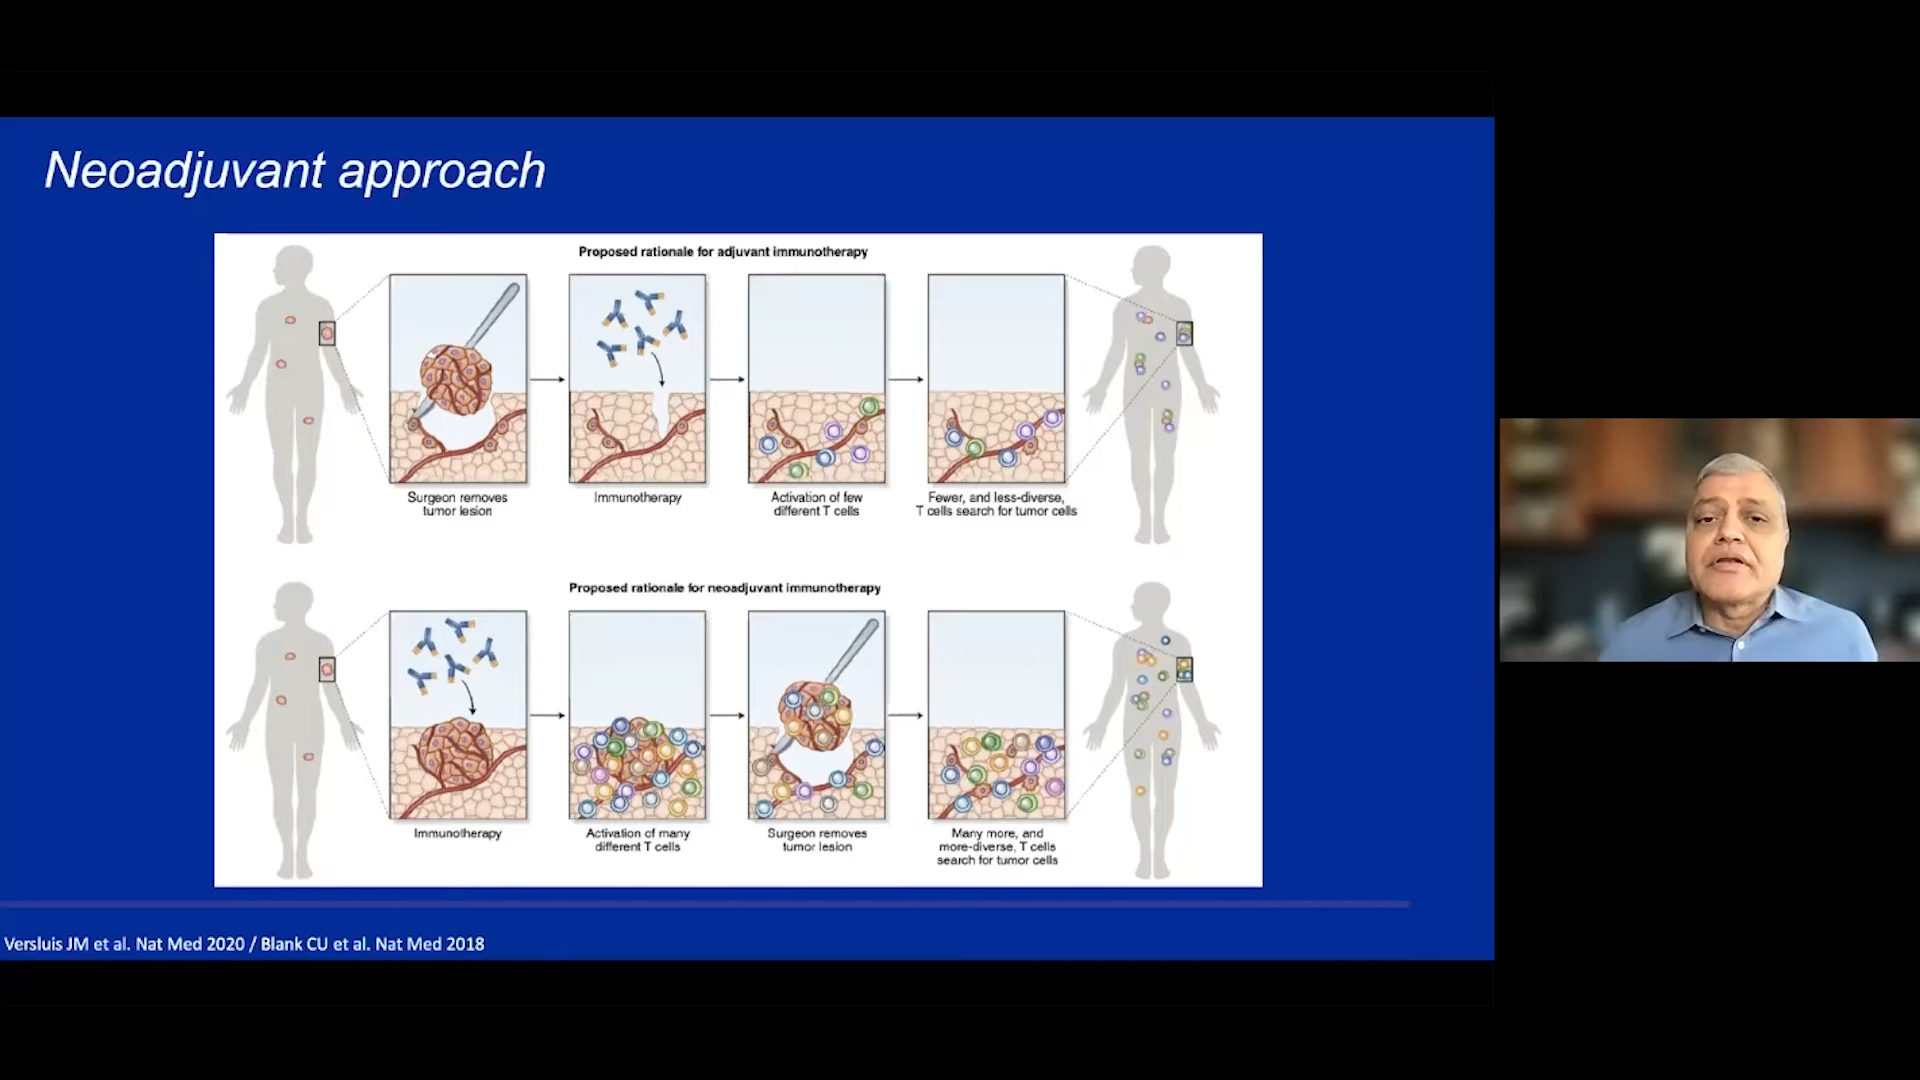 Neoadjuvant approach
Proposed rationale for adjuvant immunotherapy
Surgeon removes
tumor lesion
Immunotherapy
Activation of few
different T cells
Fewer, and less-diverse,
T cells search for tumor cells
Proposed rationale for neoadjuvant immunotherapy
Immunotherapy
Activation of many
different T cells
Surgeon removes
tumor lesion
Many more, and
more-diverse, T cells
search for tumor cells
Versluis JM et al. Nat Med 2020 / Blank CU et al. Nat Med 2018